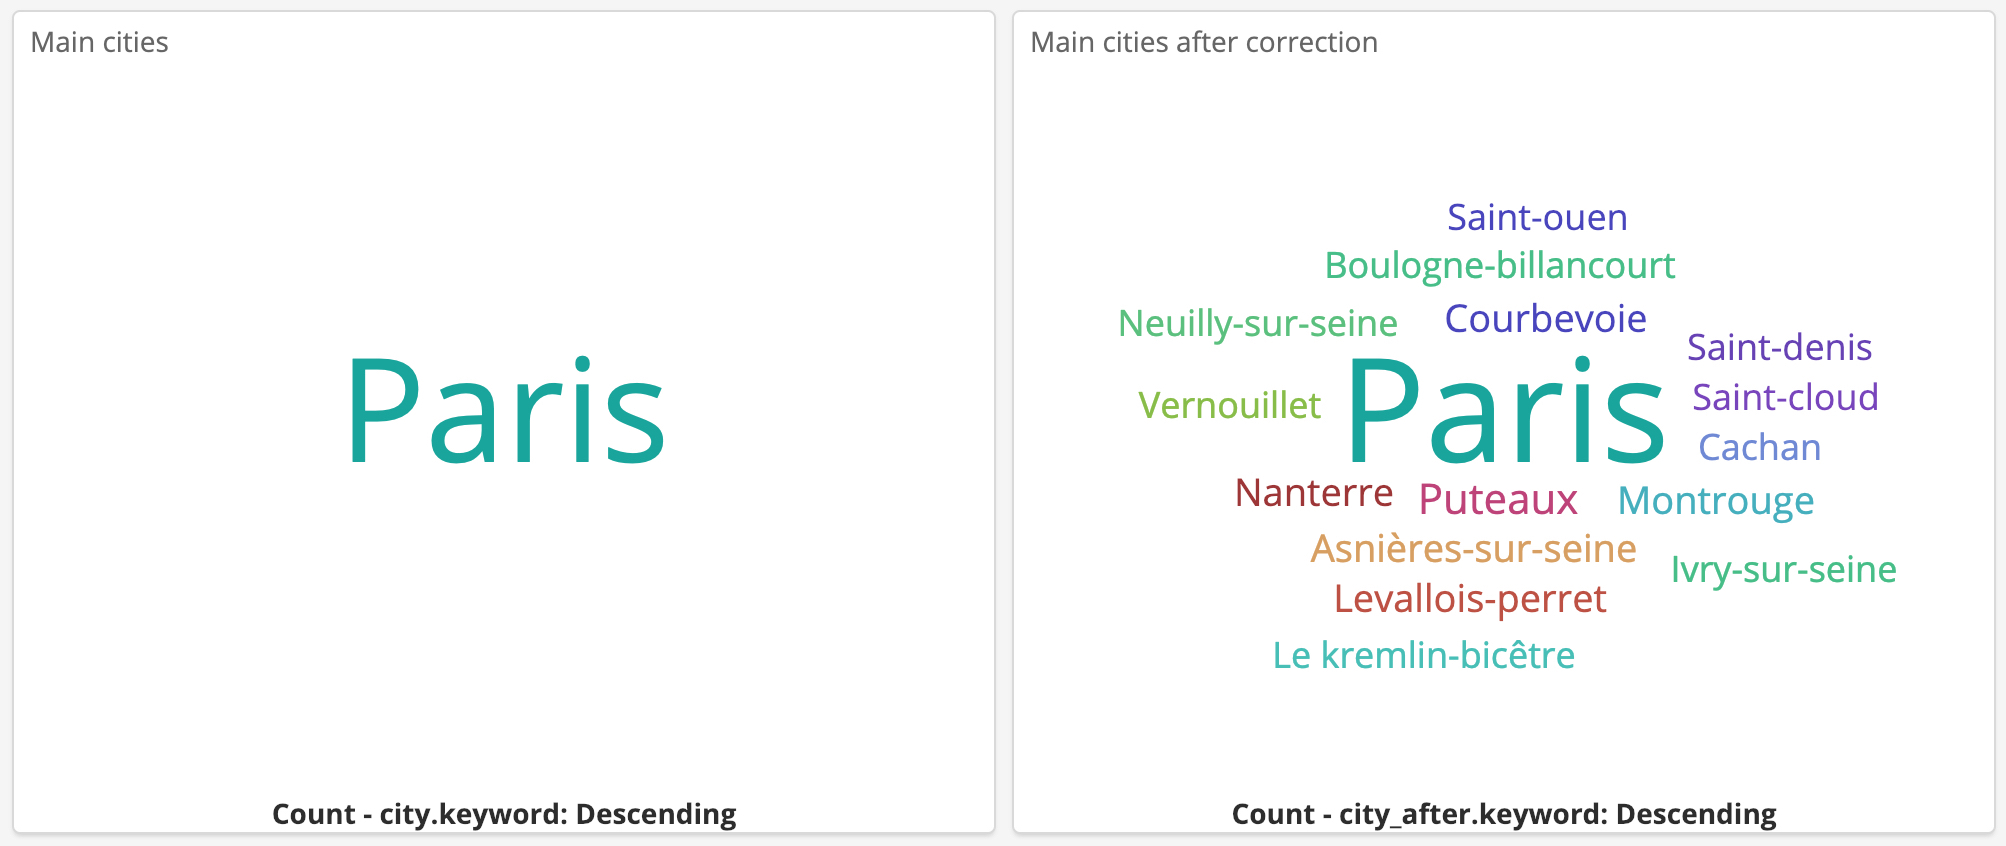 Main cities
Paris
Count - city.keyword: Descending
Main cities after correction
Saint-ouen
Boulogne-billancourt
Neuilly-sur-seine Courbevoie
Saint-denis
Vernouillet Paris Saint-cloud
Cachan
Nanterre Puteaux Montrouge
Asnières-sur-seine
Ivry-sur-seine
Levallois-perret
Le kremlin-bicêtre
Count - city_after.keyword: Descending